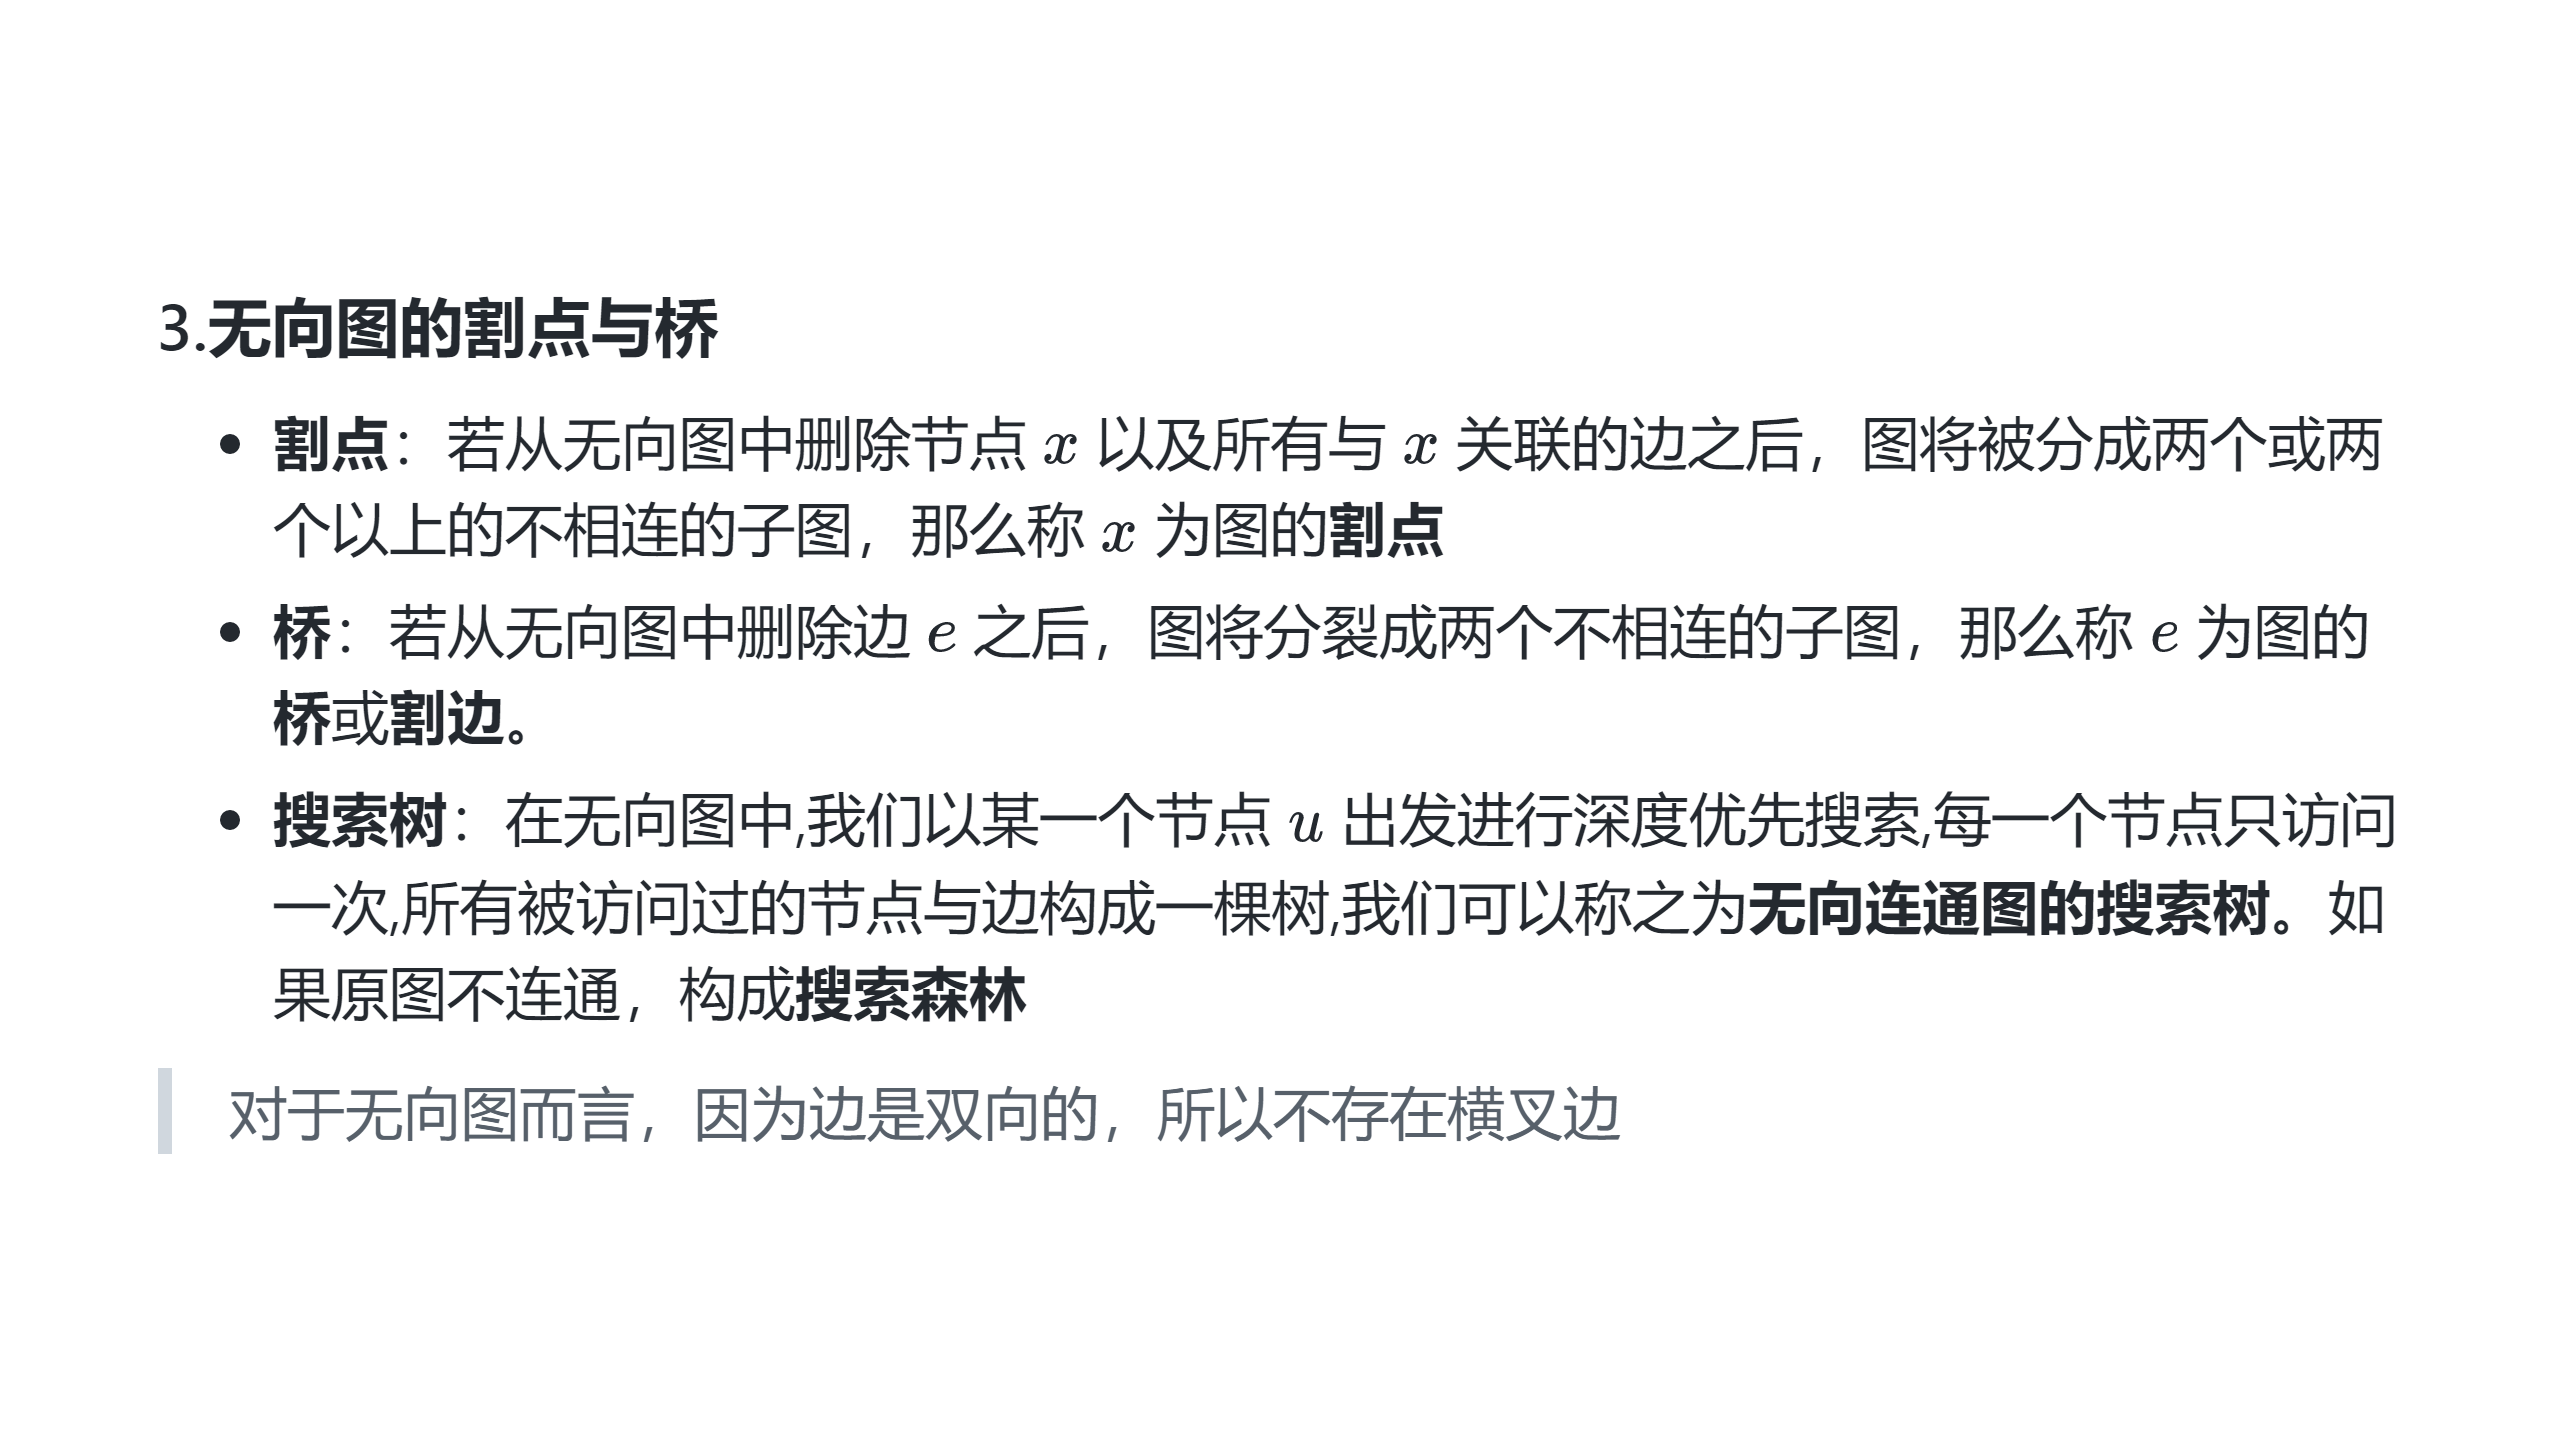 3.无向图的割点与桥
割点：若从无向图中删除节点 x 以及所有与 x 关联的边之后，图将被分成两个或两
个以上的不相连的子图，那么称 x 为图的割点
桥：若从无向图中删除边 e 之后，图将分裂成两个不相连的子图，那么称 e 为图的
桥或割边。
搜索树：在无向图中,我们以某一个节点 u 出发进行深度优先搜索,每一个节点只访问
一次,所有被访问过的节点与边构成一棵树,我们可以称之为无向连通图的搜索树。如
果原图不连通，构成搜索森林
对于无向图而言，因为边是双向的，所以不存在横叉边